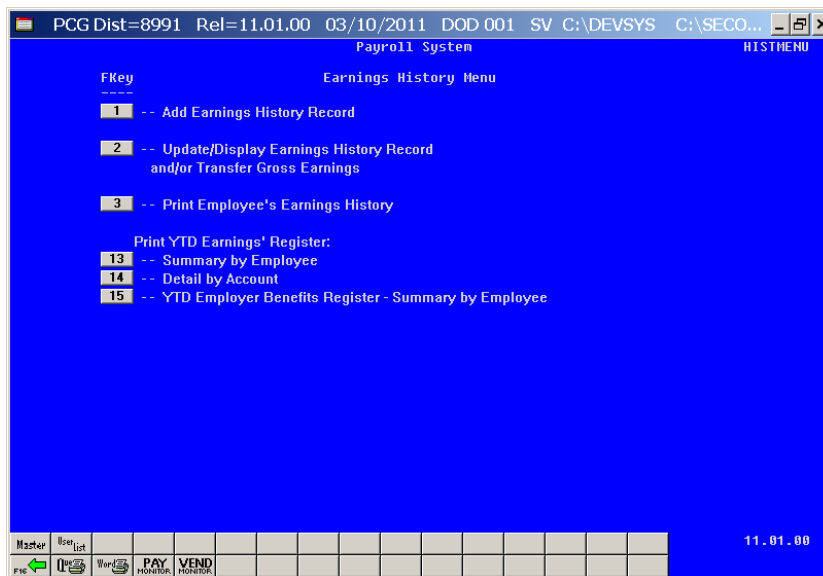 PCG Dist=8991 Rel=11.01.00 03/10/2011 DOD 001 SV C:\DEVSYS C:\SECO...
Payroll System HISTMENU
FKey Earnings History Menu
----
1 -- Add Earnings History Record
2 -- Update/Display Earnings History Record
and/or Transfer Gross Earnings
3 -- Print Employee's Earnings History
Print YTD Earnings' Register:
13 -- Summary by Employee
14 -- Detail by Account
15 -- YTD Employer Benefits Register - Summary by Employee
Master User List 11.01.00
F16 Que Word PAY MONITOR VEND MONITOR